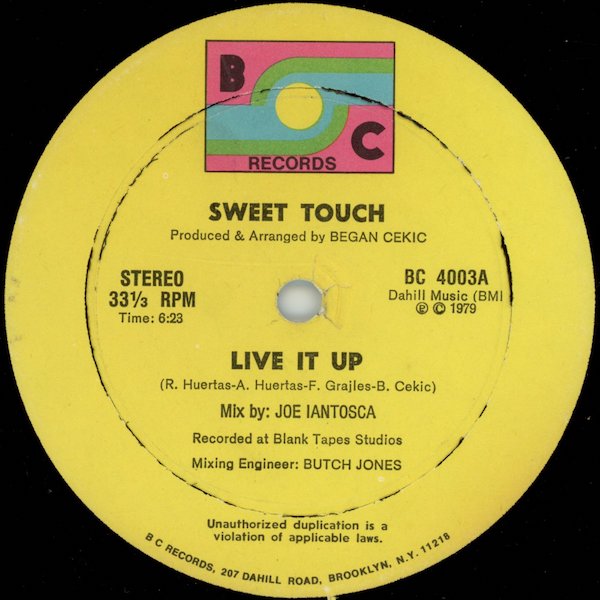 B
C
RECORDS
SWEET TOUCH
Produced & Arranged by BEGAN CEKIC
STEREO
33⅓ RPM
Time: 6:23
BC 4003A
Dahill Music (BMI
℗ © 1979
LIVE IT UP
(R. Huertas-A. Huertas-F. Grajles-B. Cekic)
Mix by: JOE IANTOSCA
Recorded at Blank Tapes Studios
Mixing Engineer: BUTCH JONES
Unauthorized duplication is a
violation of applicable laws.
B C RECORDS, 207 DAHILL ROAD, BROOKLYN, N.Y. 11218